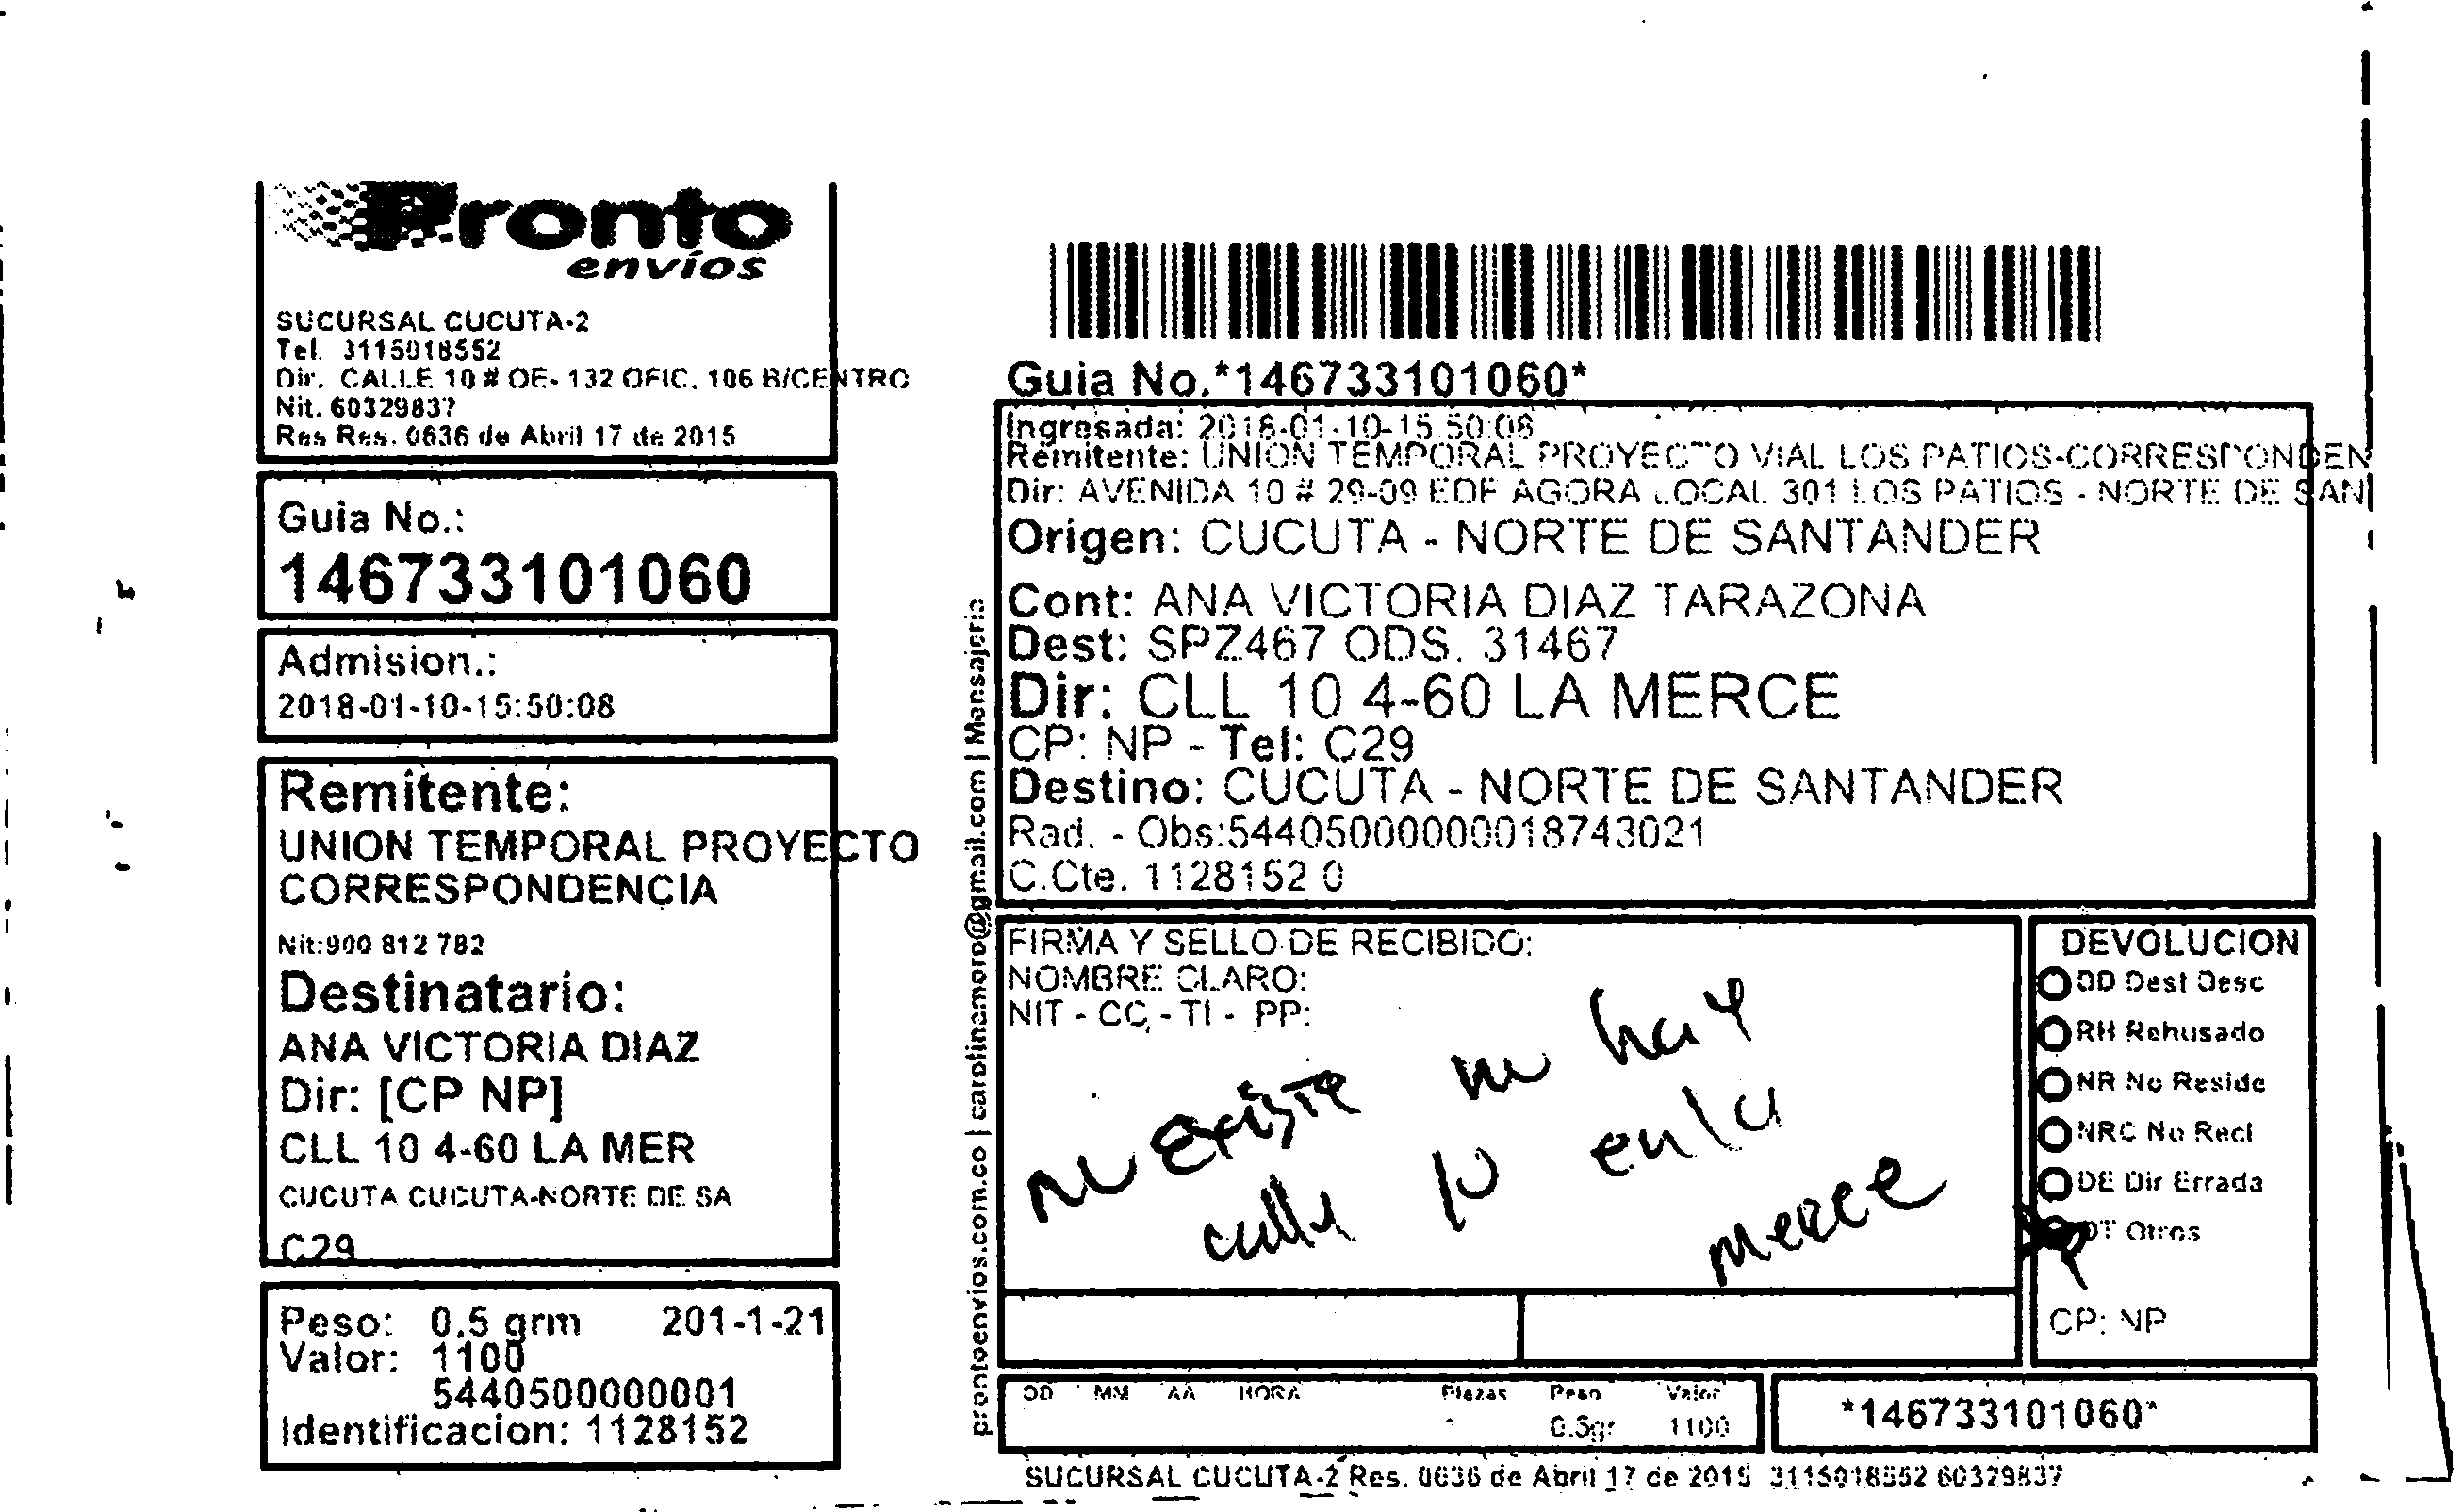 Pronto
envíos
SUCURSAL CUCUTA-2
Tel. 3115018552
Dir. CALLE 10 # OE- 132 OFIC. 106 B/CENTRO
Nit. 60329837
Res Res. 0636 de Abril 17 de 2015
Guia No.:
146733101060
Admision.:
2018-01-10-15:50:08
Remitente:
UNION TEMPORAL PROYECTO
CORRESPONDENCIA
Nit:900 812 782
Destinatario:
ANA VICTORIA DIAZ
Dir: [CP NP]
CLL 10 4-60 LA MER
CUCUTA CUCUTA-NORTE DE SA
C29
Peso: 0.5 grm 201-1-21
Valor: 1100
5440500000001
Identificacion: 1128152
prontoenvios.com.co | carolinamoro@gmail.com | Mensajeria
Guia No.*146733101060*
Ingresada: 2018-01-10-15:50:08
Remitente: UNION TEMPORAL PROYECTO VIAL LOS PATIOS-CORRESPONDEN
Dir: AVENIDA 10 # 29-09 EDF AGORA LOCAL 301 LOS PATIOS - NORTE DE SAN
Origen: CUCUTA - NORTE DE SANTANDER
Cont: ANA VICTORIA DIAZ TARAZONA
Dest: SPZ467 ODS. 31467
Dir: CLL 10 4-60 LA MERCE
CP: NP - Tel: C29
Destino: CUCUTA - NORTE DE SANTANDER
Rad. - Obs:544050000000018743021
C.Cte. 1128152 0
FIRMA Y SELLO DE RECIBIDO:
NOMBRE CLARO:
NIT - CC - TI - PP:
no existe no hay
calle 10 en la
merce
DEVOLUCION
DD Dest Desc
RH Rehusado
NR No Reside
NRC No Recl
DE Dir Errada
OT Otros
CP: NP
DD MM AA HORA Piezas Peso Valor
0.5gr 1100
*146733101060*
SUCURSAL CUCUTA-2 Res. 0636 de Abril 17 de 2015 3115018552 60329837